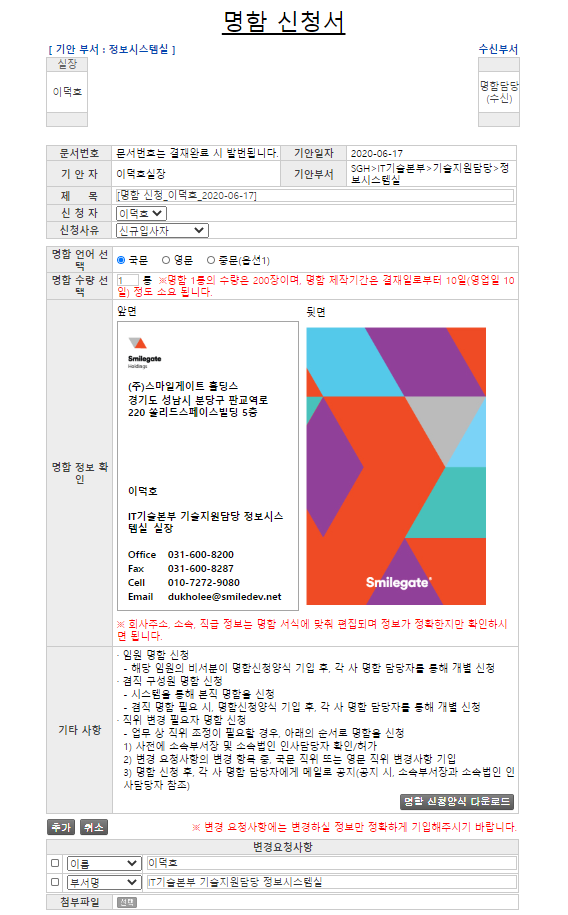 명함 신청서
[ 기안 부서 : 정보시스템실 ]
수신부서
실장
이덕호
명함담당
(수신)
문서번호 문서번호는 결재완료 시 발번됩니다. 기안일자 2020-06-17
기 안 자 이덕호실장 기안부서 SGH>IT기술본부>기술지원담당>정
보시스템실
제 목 [명함 신청_이덕호_2020-06-17]
신 청 자 이덕호
신청사유 신규입사자
명함 언어 선
택
국문 영문 중문(옵션1)
명함 수량 선
택
1 통 ※명함 1통의 수량은 200장이며, 명함 제작기간은 결재일로부터 10일(영업일 10
일) 정도 소요 됩니다.
명함 정보 확
인
앞면 뒷면
Smilegate
Holdings
(주)스마일게이트 홀딩스
경기도 성남시 분당구 판교역로
220 쏠리드스페이스빌딩 5층
이덕호
IT기술본부 기술지원담당 정보시스
템실 실장
Office 031-600-8200
Fax 031-600-8287
Cell 010-7272-9080
Email dukholee@smiledev.net
Smilegate
※ 회사주소, 소속, 직급 정보는 명함 서식에 맞춰 편집되며 정보가 정확한지만 확인하시
면 됩니다.
기타 사항
· 임원 명함 신청
- 해당 임원의 비서분이 명함신청양식 기입 후, 각 사 명함 담당자를 통해 개별 신청
· 겸직 구성원 명함 신청
- 시스템을 통해 본직 명함을 신청
- 겸직 명함 필요 시, 명함신청양식 기입 후, 각 사 명함 담당자를 통해 개별 신청
· 직위 변경 필요자 명함 신청
- 업무 상 직위 조정이 필요할 경우, 아래의 순서로 명함을 신청
1) 사전에 소속부서장 및 소속법인 인사담당자 확인/허가
2) 변경 요청사항의 변경 항목 중, 국문 직위 또는 영문 직위 변경사항 기입
3) 명함 신청 후, 각 사 명함 담당자에게 메일로 공지(공지 시, 소속부서장과 소속법인 인
사담당자 참조)
명함 신청양식 다운로드
추가 취소
※ 변경 요청사항에는 변경하실 정보만 정확하게 기입해주시기 바랍니다.
변경요청사항
이름 이덕호
부서명 IT기술본부 기술지원담당 정보시스템실
첨부파일 선택